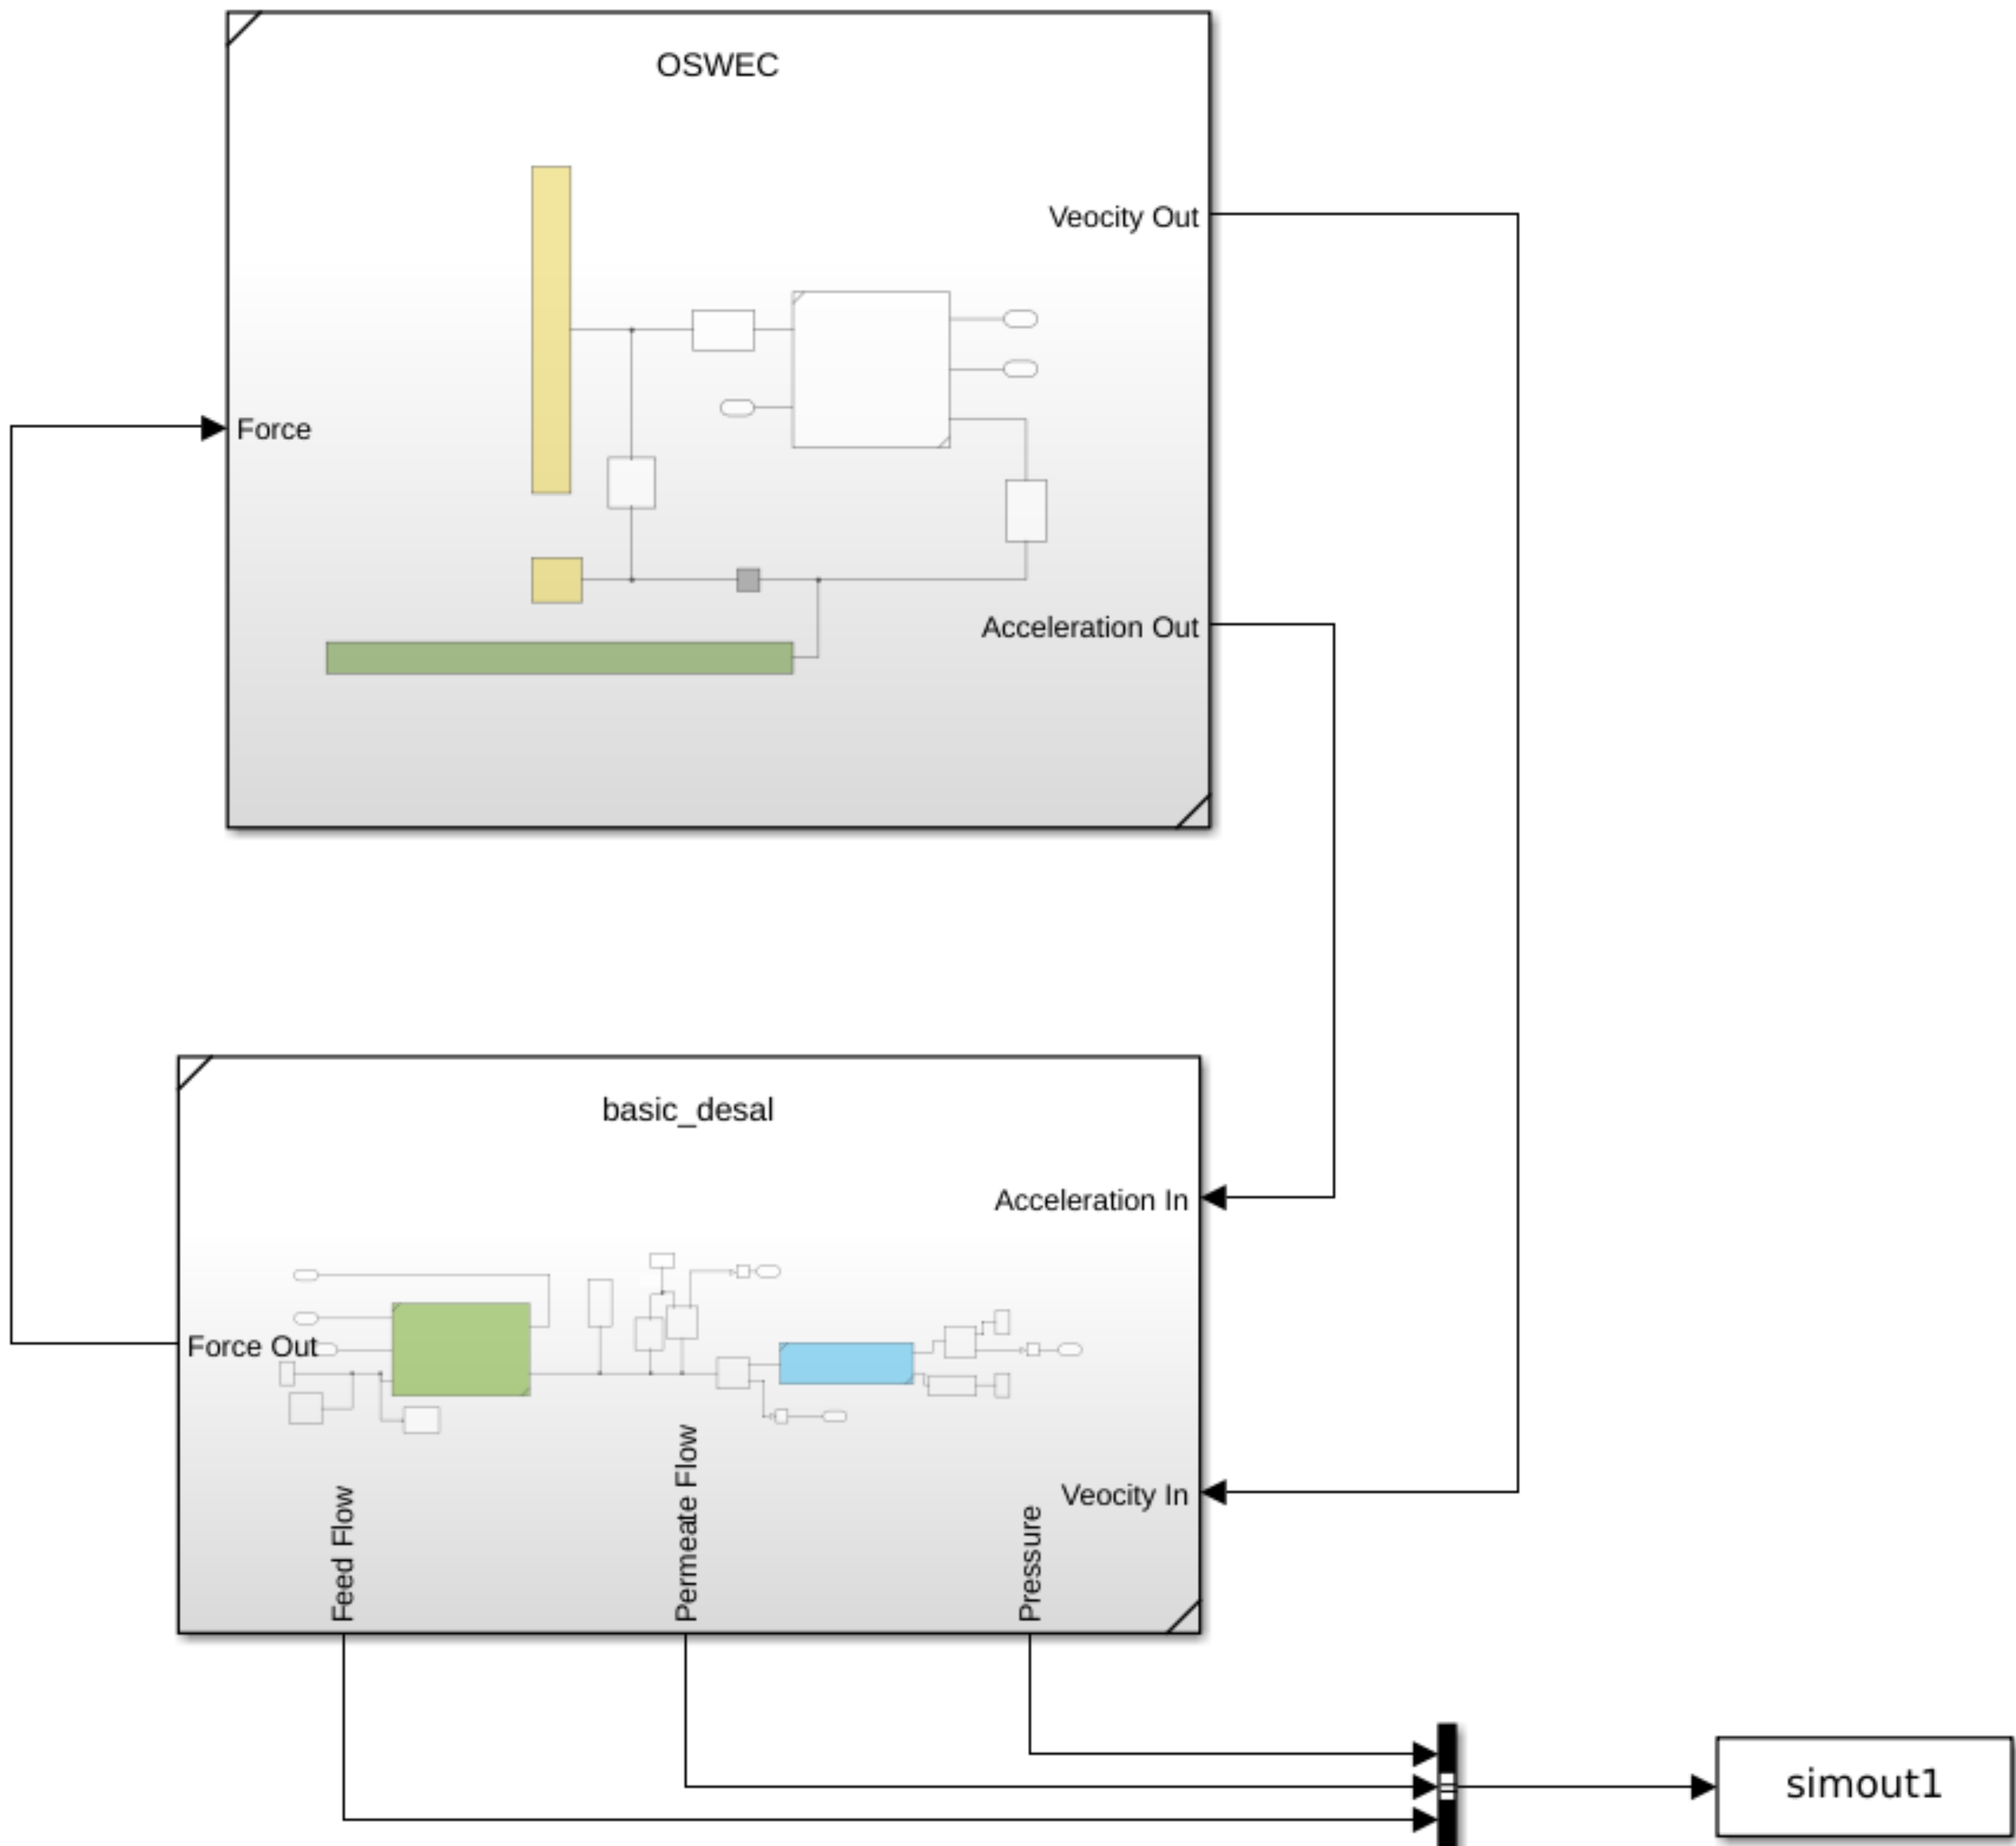 OSWEC
Veocity Out
Force
Acceleration Out
basic_desal
Acceleration In
Force Out
Veocity In
Feed Flow
Permeate Flow
Pressure
simout1